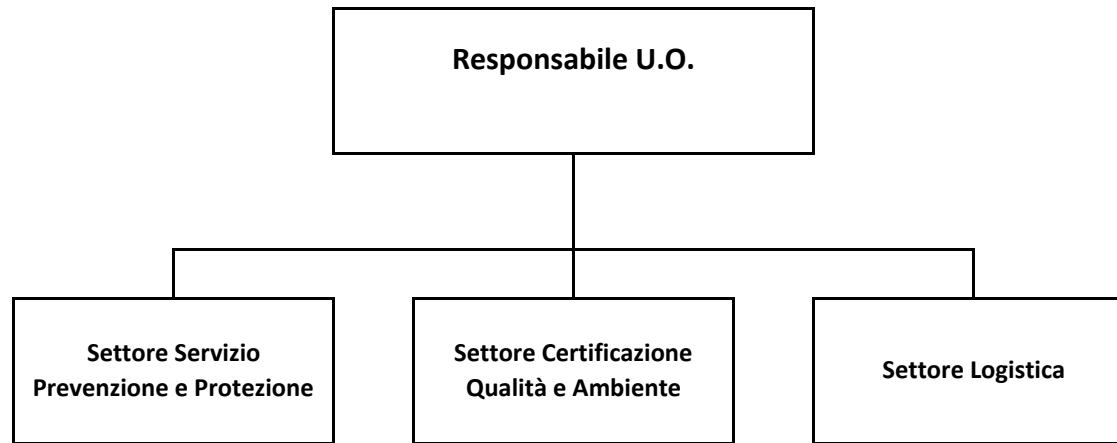 Responsabile U.O.
Settore Servizio
Prevenzione e Protezione
Settore Certificazione
Qualità e Ambiente
Settore Logistica